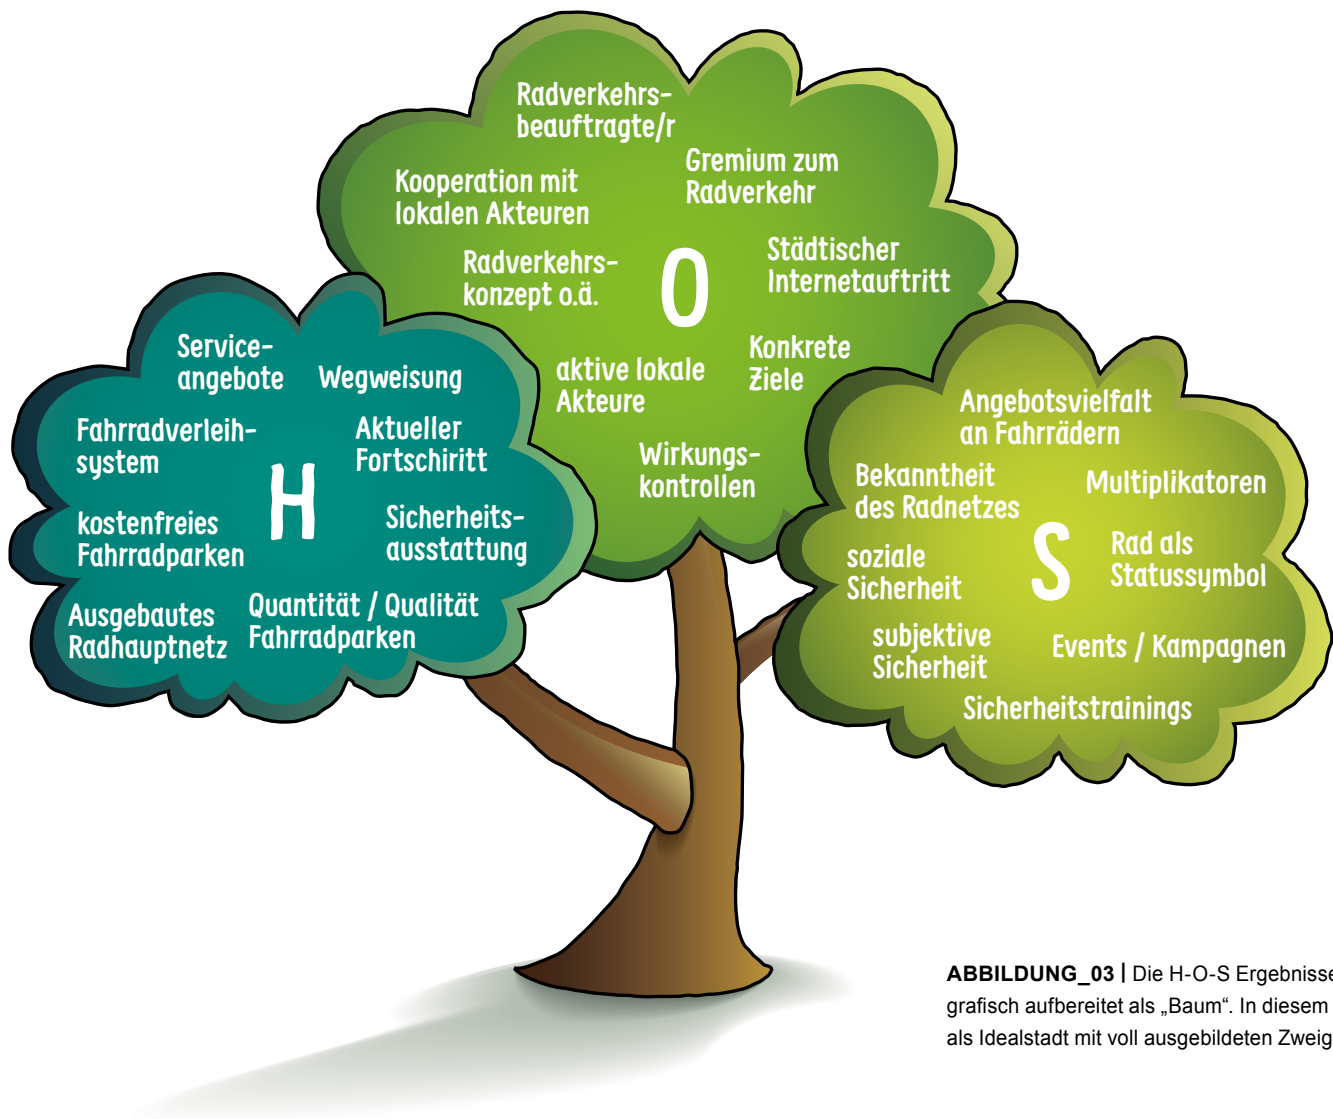 Radverkehrs-
beauftragte/r
Gremium zum
Radverkehr
Kooperation mit
lokalen Akteuren
Radverkehrs-
konzept o.ä.
O
Städtischer
Internetauftritt
aktive lokale
Akteure
Konkrete
Ziele
Wirkungs-
kontrollen
Service-
angebote
Wegweisung
Fahrradverleih-
system
Aktueller
Fortschiritt
H
kostenfreies
Fahrradparken
Sicherheits-
ausstattung
Ausgebautes
Radhauptnetz
Quantität / Qualität
Fahrradparken
Angebotsvielfalt
an Fahrrädern
Bekanntheit
des Radnetzes
Multiplikatoren
S
soziale
Sicherheit
Rad als
Statussymbol
subjektive
Sicherheit
Events / Kampagnen
Sicherheitstrainings
ABBILDUNG_03 | Die H-O-S Ergebnisse
grafisch aufbereitet als „Baum“. In diesem
als Idealstadt mit voll ausgebildeten Zweig